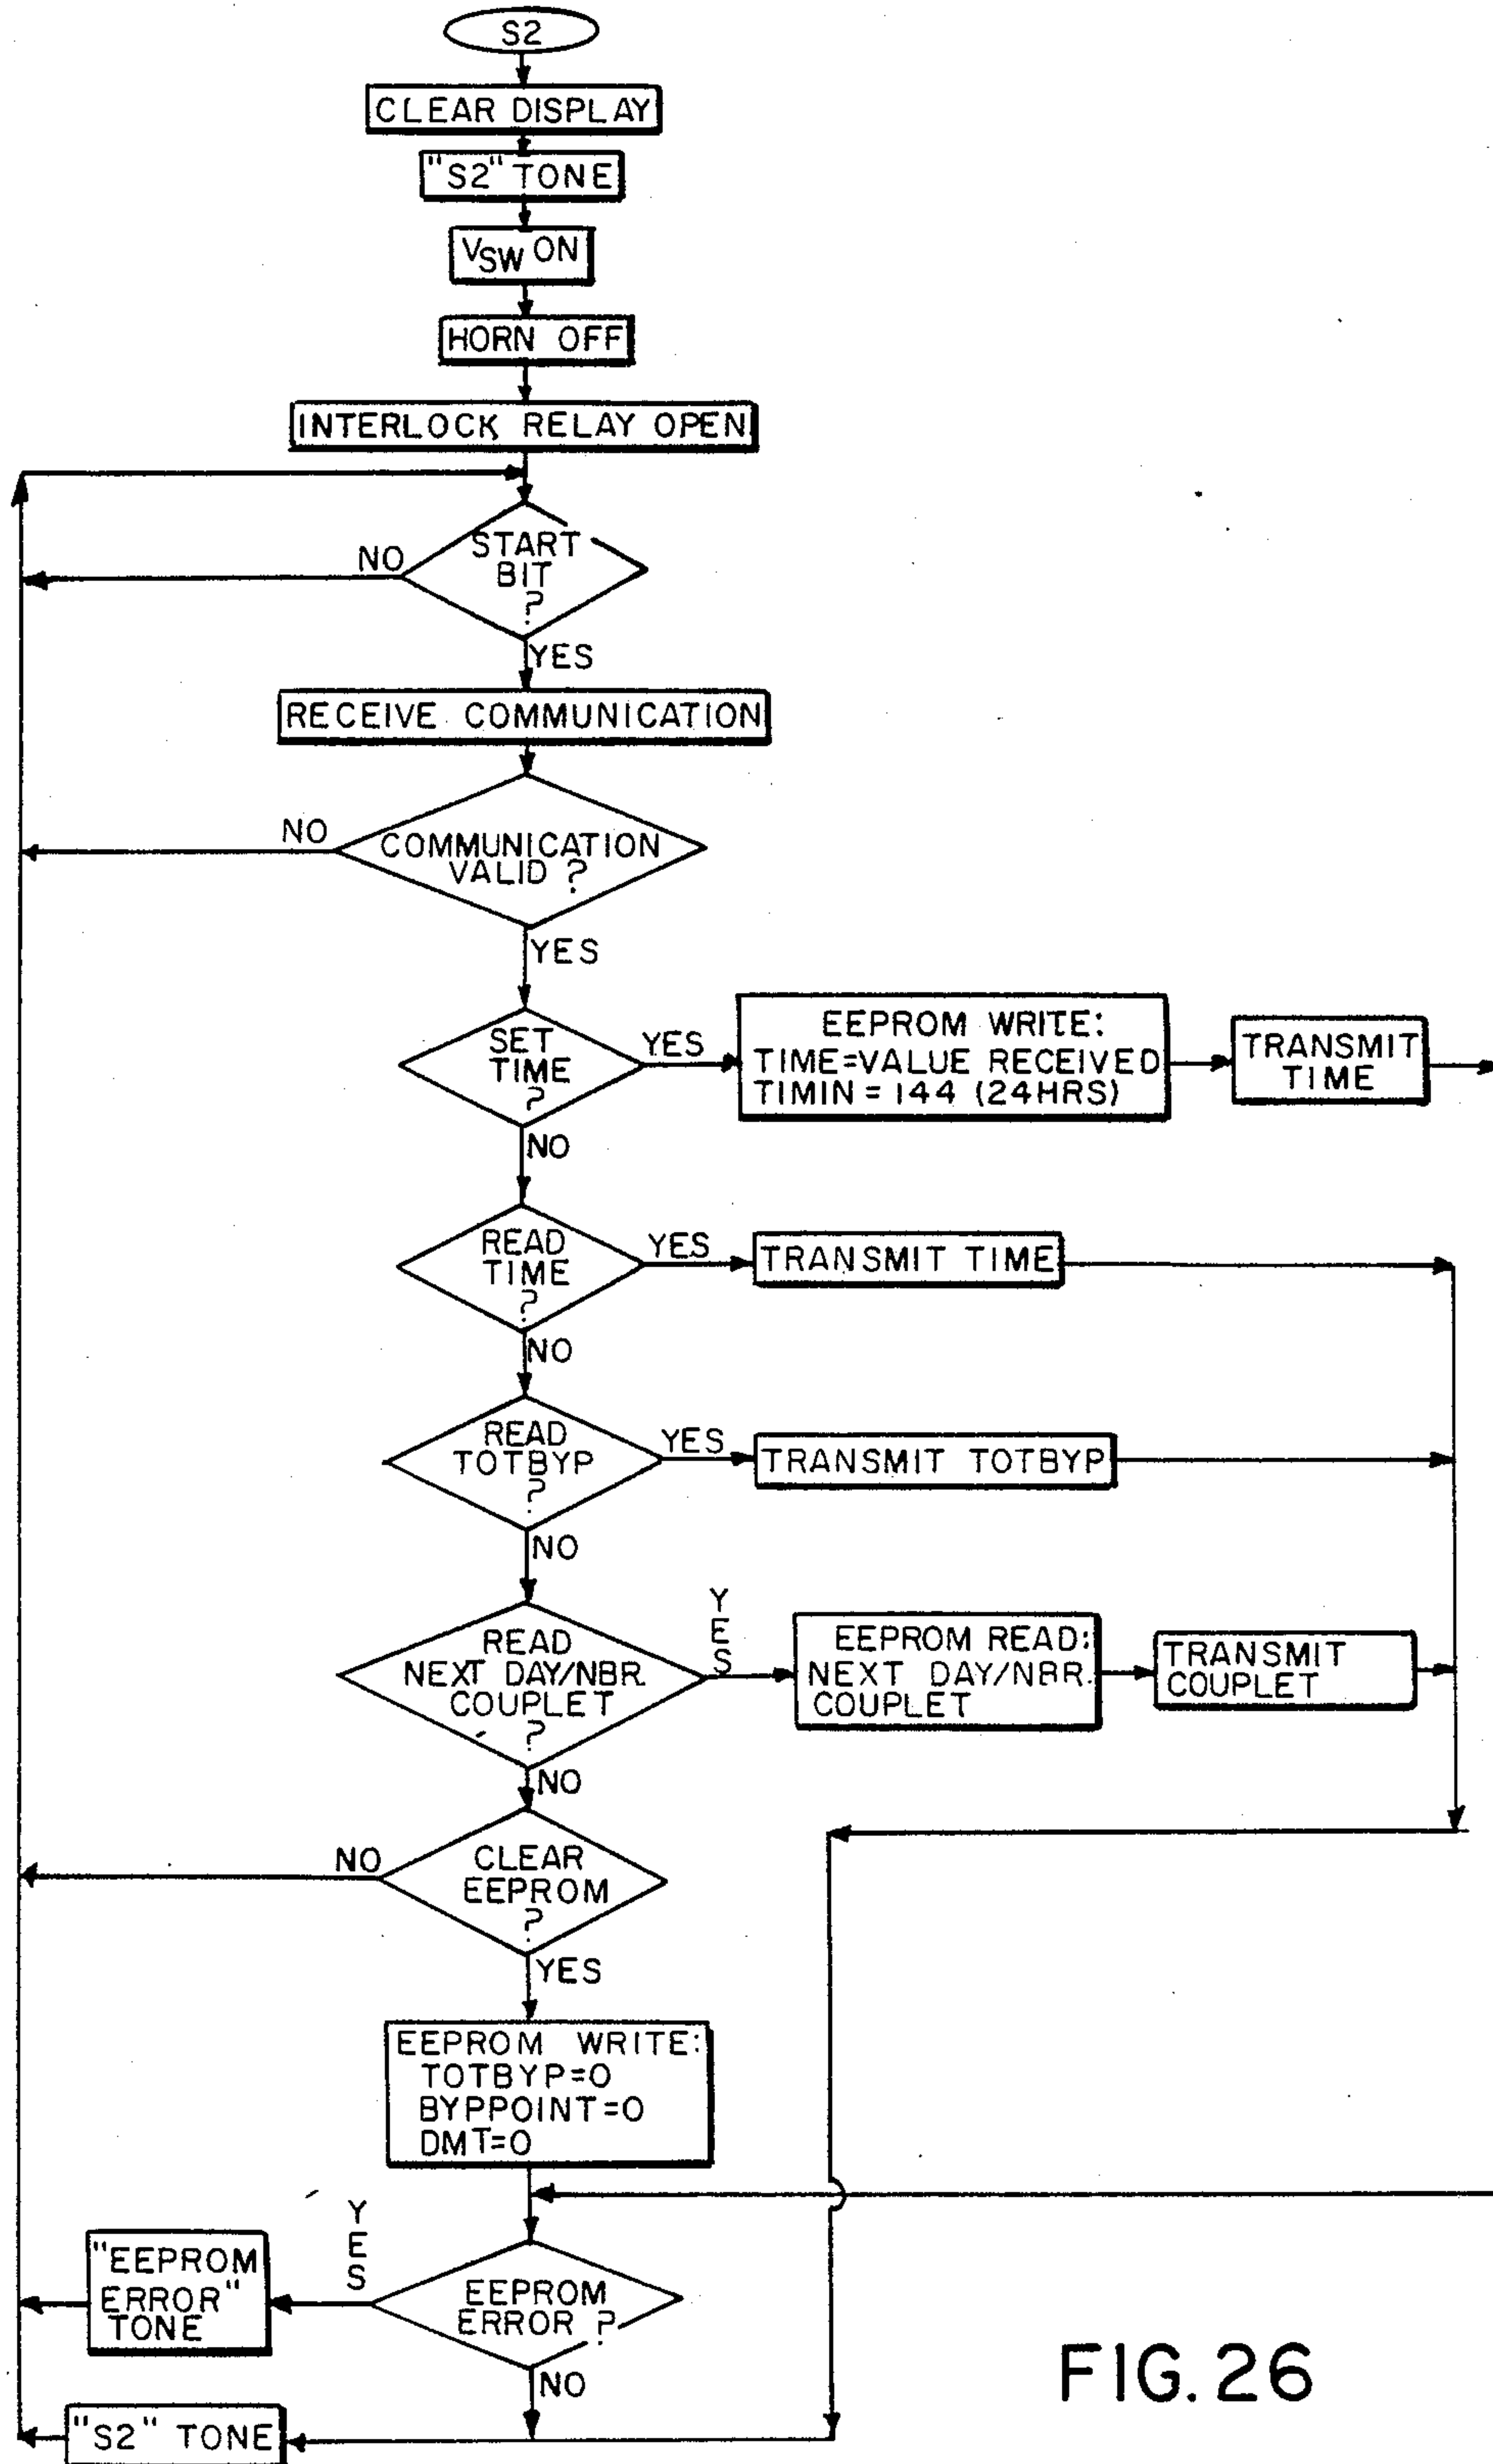 S2
CLEAR DISPLAY
"S2" TONE
VSW ON
HORN OFF
INTERLOCK RELAY OPEN
START
BIT
?
NO
YES
RECEIVE COMMUNICATION
COMMUNICATION
VALID ?
NO
YES
SET
TIME
?
YES
EEPROM WRITE:
TIME=VALUE RECEIVED
TIMIN = 144 (24HRS)
TRANSMIT
TIME
NO
READ
TIME
?
YES
TRANSMIT TIME
NO
READ
TOTBYP
?
YES
TRANSMIT TOTBYP
NO
READ
NEXT DAY/NBR
COUPLET
?
YES
EEPROM READ:
NEXT DAY/NBR.
COUPLET
TRANSMIT
COUPLET
NO
CLEAR
EEPROM
?
NO
YES
EEPROM WRITE:
TOTBYP=0
BYPPOINT=0
DMT=0
EEPROM
ERROR ?
YES
"EEPROM
ERROR"
TONE
NO
"S2" TONE
FIG. 26